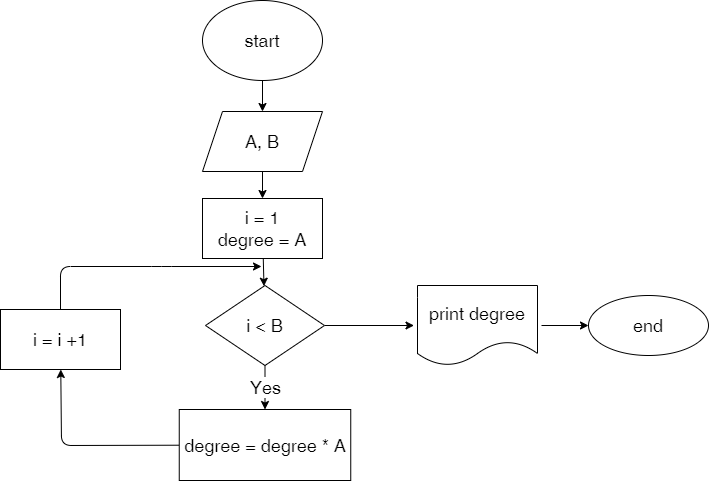 start
A, B
i = 1
degree = A
i < B
print degree
end
i = i +1
Yes
degree = degree * A